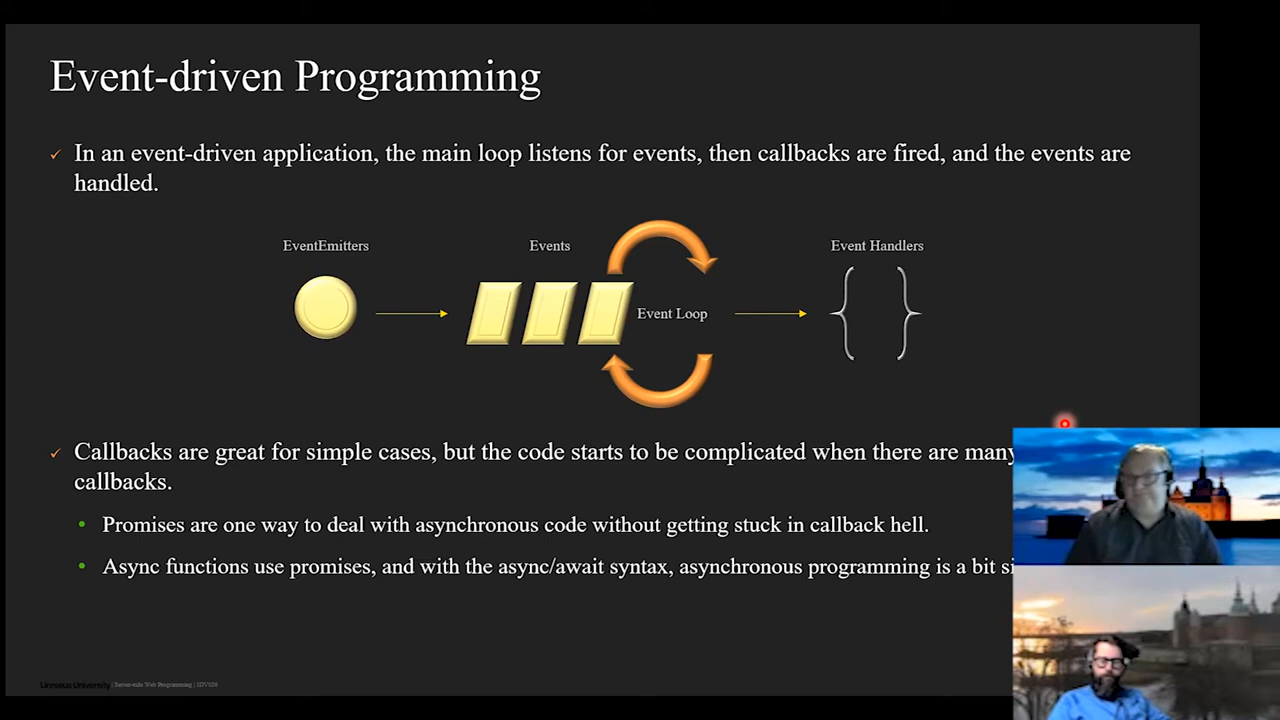 Event-driven Programming
In an event-driven application, the main loop listens for events, then callbacks are fired, and the events are
handled.
EventEmitters
Events
Event Handlers
Event Loop
Callbacks are great for simple cases, but the code starts to be complicated when there are many
callbacks.
Promises are one way to deal with asynchronous code without getting stuck in callback hell.
Async functions use promises, and with the async/await syntax, asynchronous programming is a bit
Linnaeus University | Server-side Web Programming |